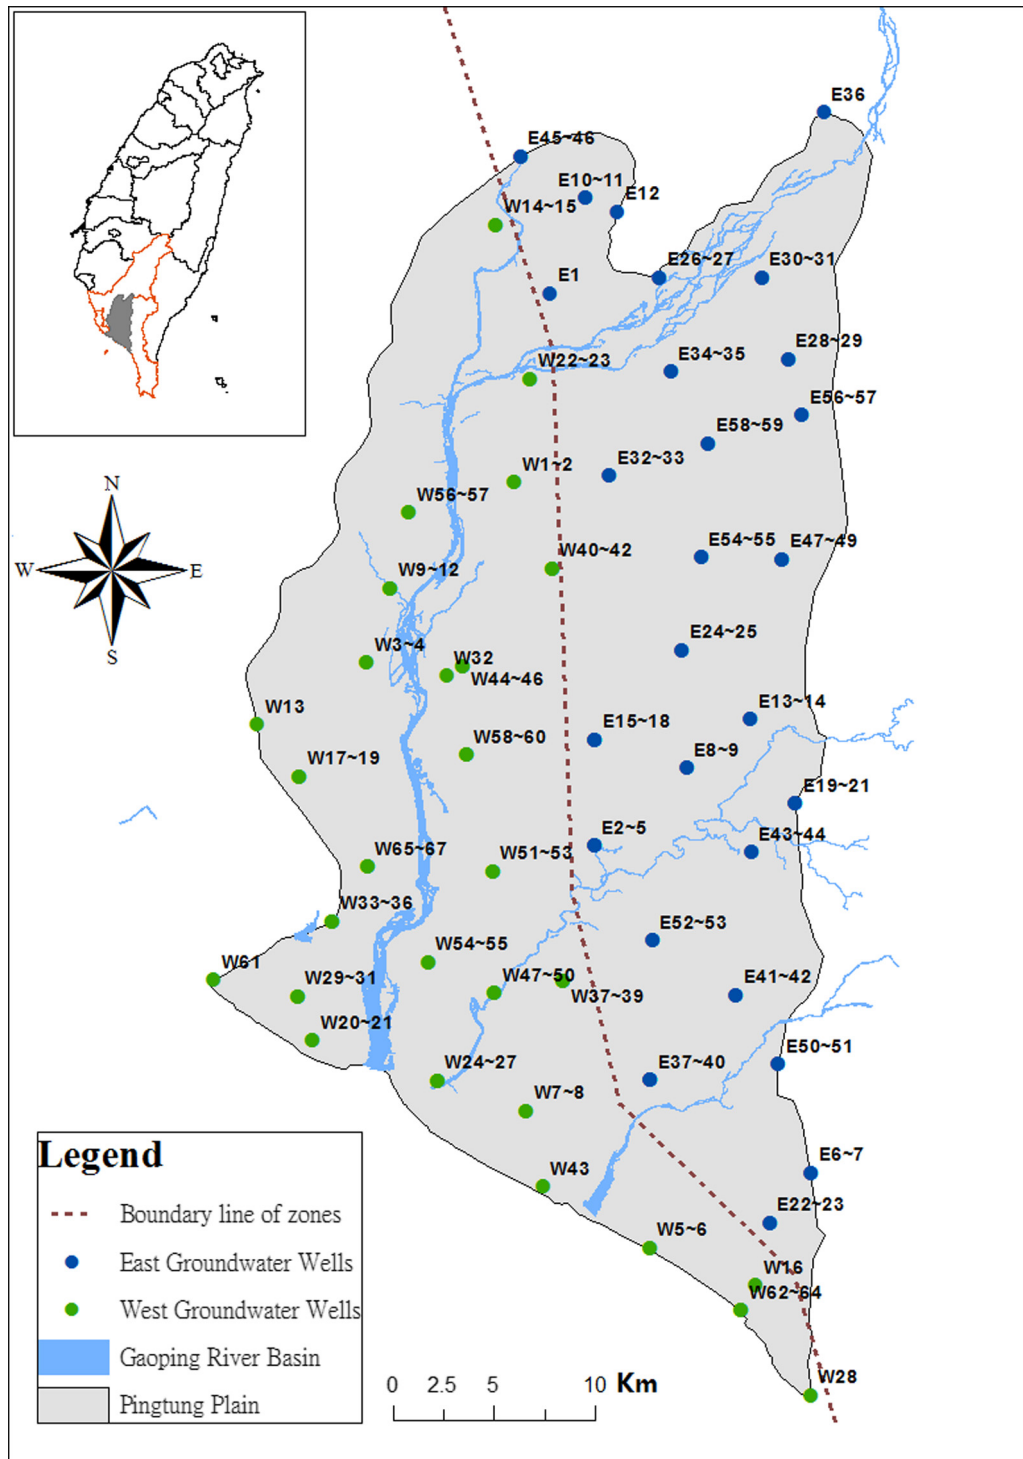 E36
E45~46
E10~11
E12
W14~15
E26~27
E30~31
E1
W22~23
E34~35
E28~29
E56~57
E58~59
W1~2
E32~33
N
W56~57
W40~42
E54~55
E47~49
W
E
W9~12
S
W3~4
W32
W44~46
E24~25
W13
E15~18
E13~14
W17~19
W58~60
E8~9
E19~21
E2~5
E43~44
W65~67
W51~53
W33~36
E52~53
W54~55
W61
W29~31
W47~50
W37~39
E41~42
W20~21
E50~51
W24~27
E37~40
W7~8
Legend
E6~7
W43
Boundary line of zones
E22~23
East Groundwater Wells
W5~6
W16
West Groundwater Wells
W62~64
Gaoping River Basin
0 2.5 5 10 Km
W28
Pingtung Plain